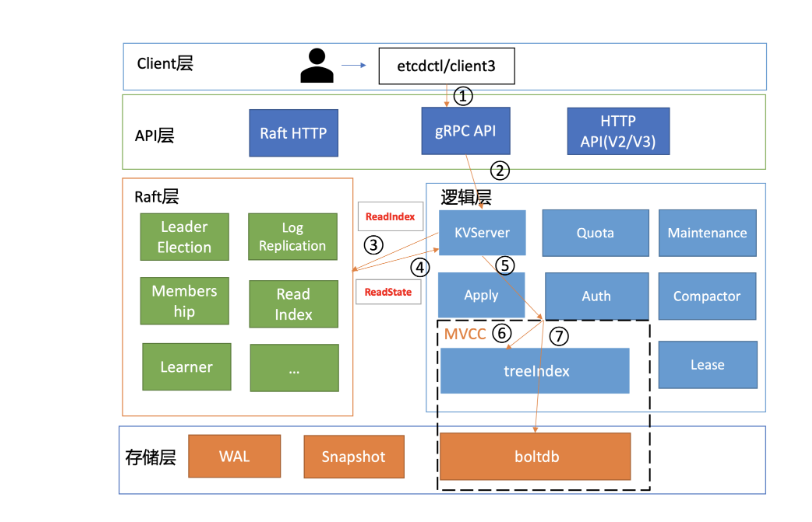 Client层
etcdctl/client3
①
API层
Raft HTTP
gRPC API
HTTP
API(V2/V3)
②
Raft层
逻辑层
Leader
Election
Log
Replication
ReadIndex
③
KVServer
Quota
Maintenance
④
⑤
Members
hip
Read
Index
ReadState
Apply
Auth
Compactor
MVCC
⑥
⑦
Learner
...
treeIndex
Lease
存储层
WAL
Snapshot
boltdb